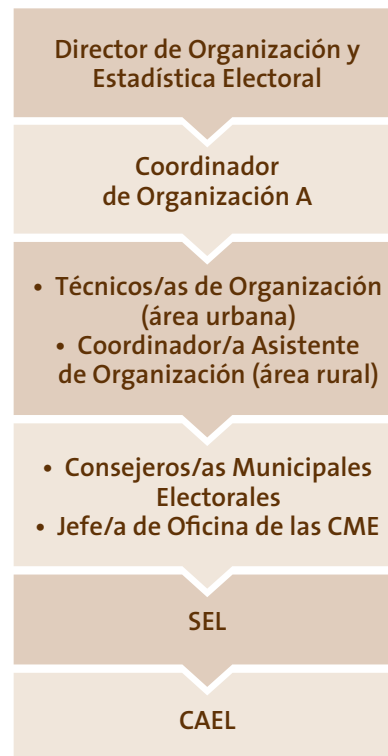 Director de Organización y
Estadística Electoral
Coordinador
de Organización A
• Técnicos/as de Organización
(área urbana)
• Coordinador/a Asistente
de Organización (área rural)
• Consejeros/as Municipales
Electorales
• Jefe/a de Oficina de las CME
SEL
CAEL